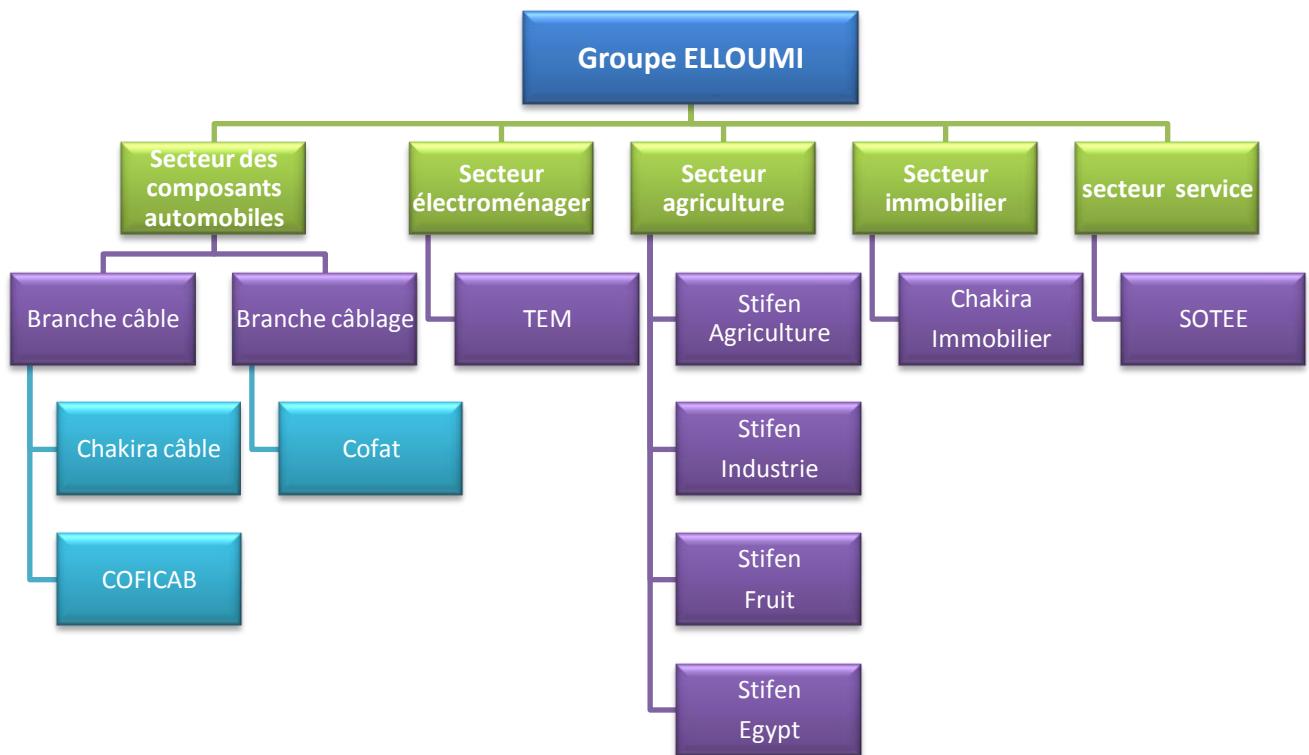 Groupe ELLOUMI
Secteur des
composants
automobiles
Secteur
électroménager
Secteur
agriculture
Secteur
immobilier
secteur service
Branche câble
Branche câblage
TEM
Stifen
Agriculture
Chakira
Immobilier
SOTEE
Chakira câble
Cofat
Stifen
Industrie
COFICAB
Stifen
Fruit
Stifen
Egypt